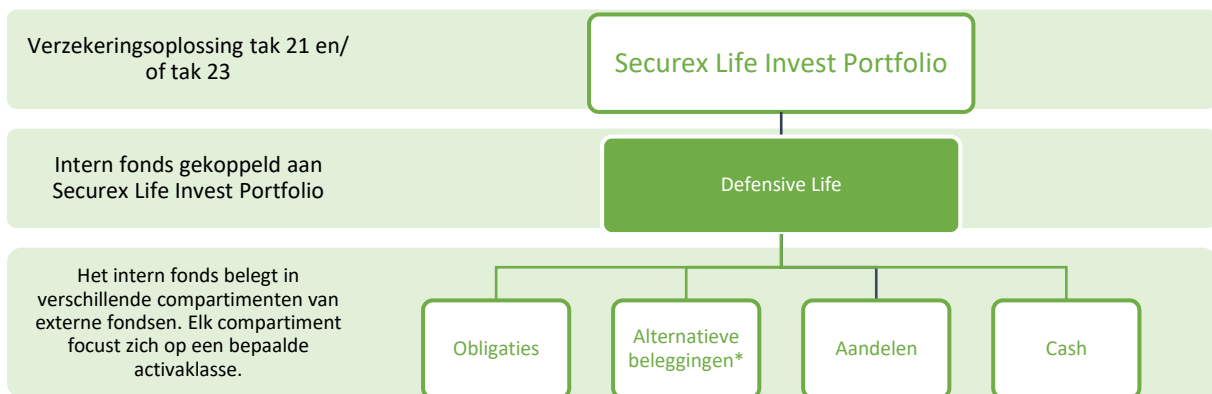 Verzekeringsoplossing tak 21 en/
of tak 23
Securex Life Invest Portfolio
Intern fonds gekoppeld aan
Securex Life Invest Portfolio
Defensive Life
Het intern fonds belegt in
verschillende compartimenten van
externe fondsen. Elk compartiment
focust zich op een bepaalde
activaklasse.
Obligaties
Alternatieve
beleggingen*
Aandelen
Cash